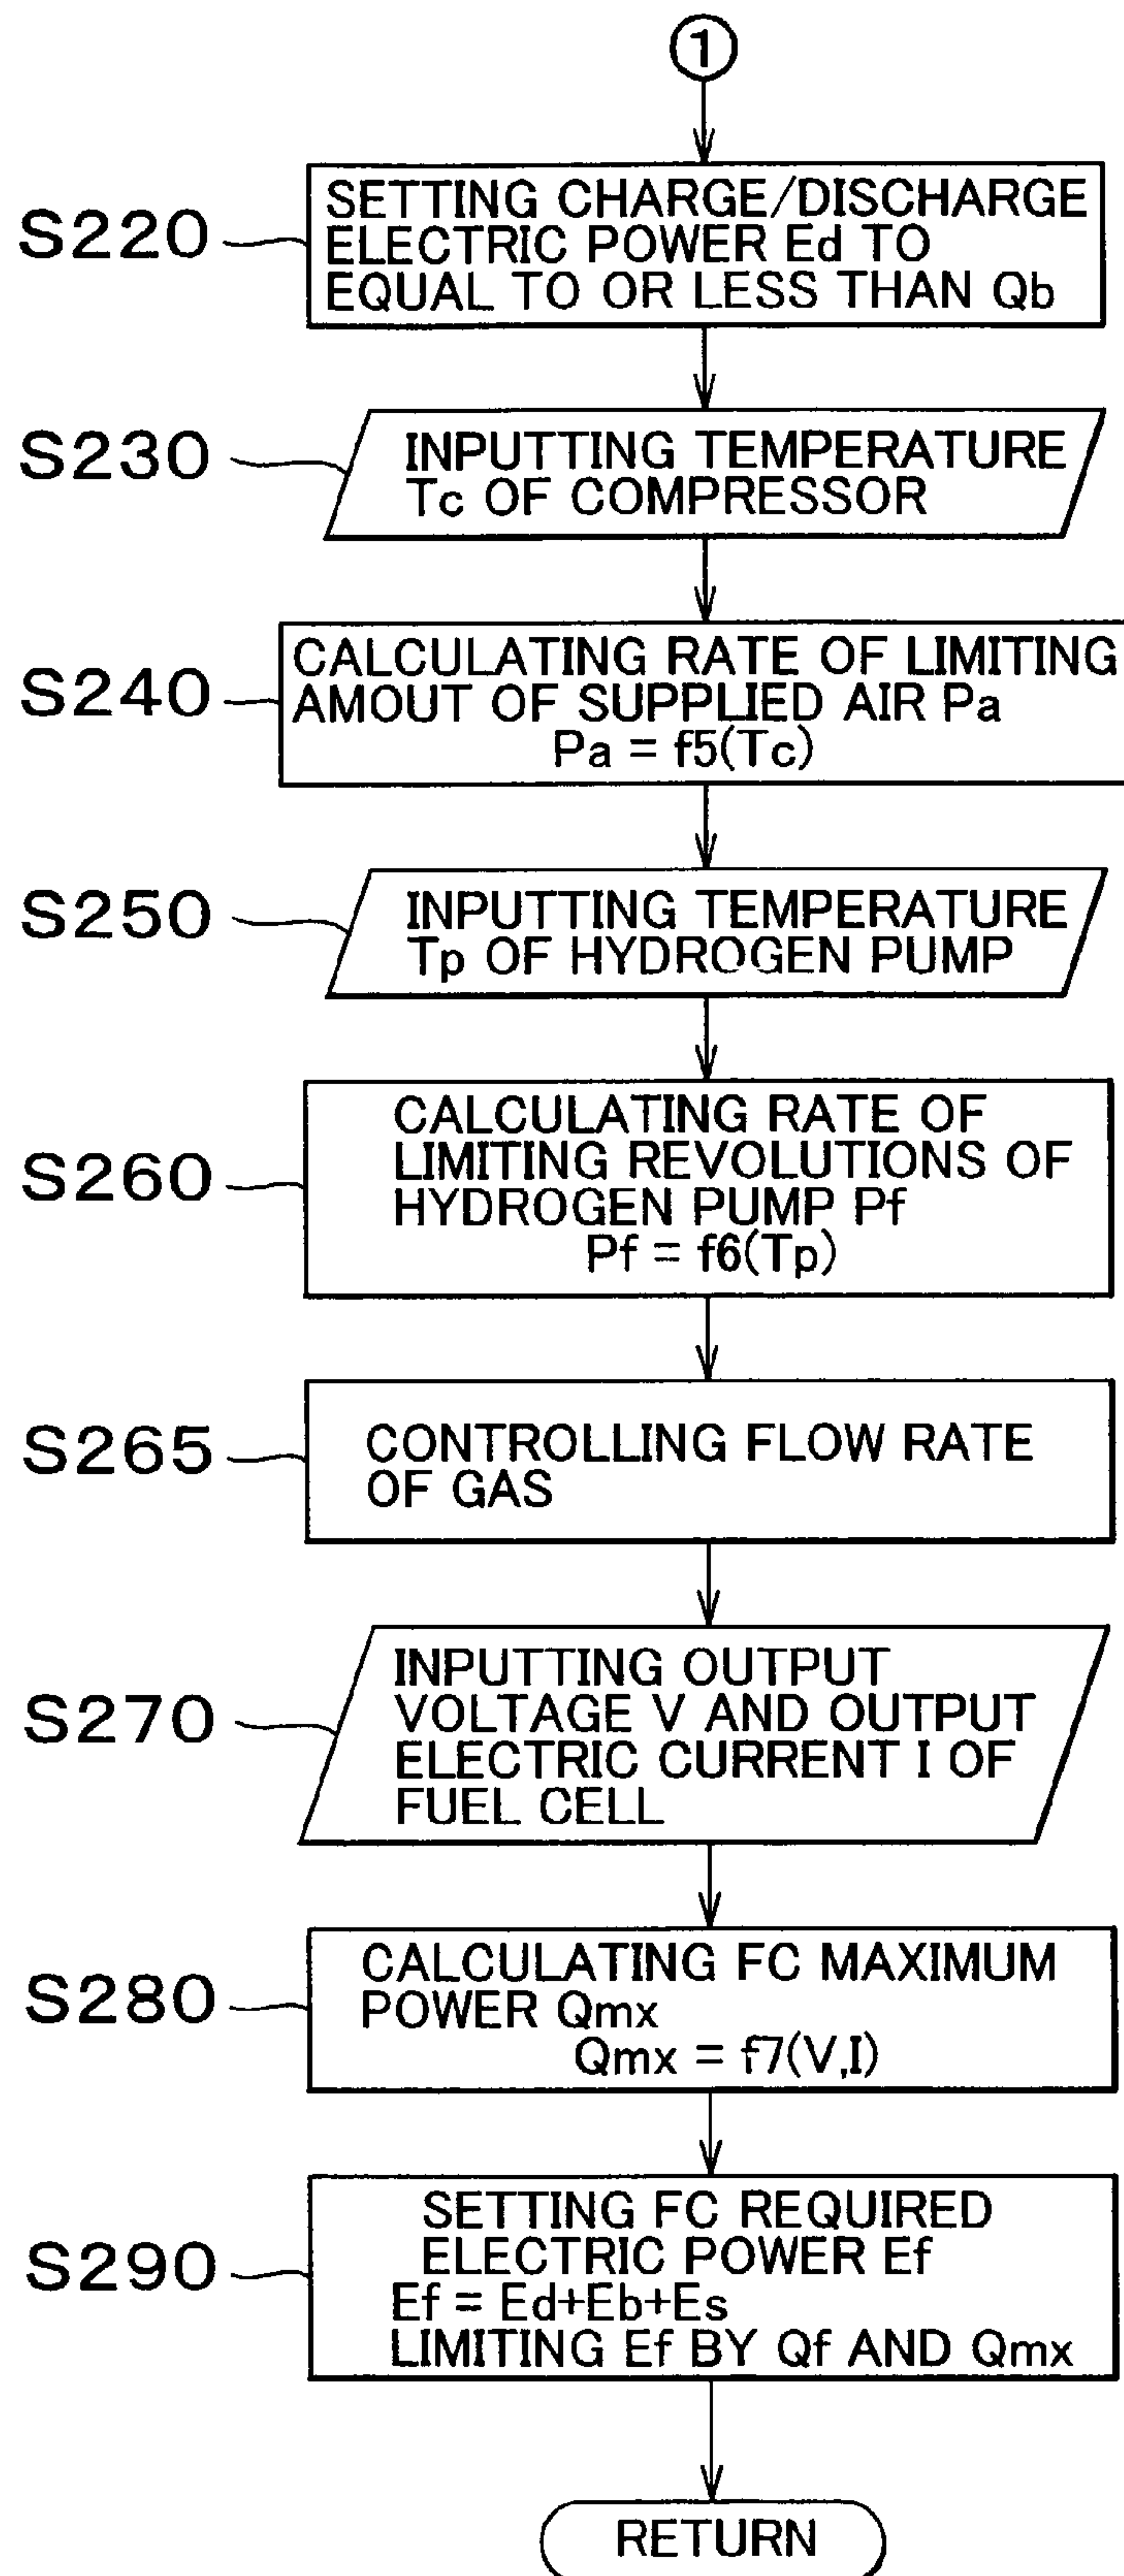 1
S220
SETTING CHARGE/DISCHARGE
ELECTRIC POWER Ed TO
EQUAL TO OR LESS THAN Qb
S230
INPUTTING TEMPERATURE
Tc OF COMPRESSOR
S240
CALCULATING RATE OF LIMITING
AMOUT OF SUPPLIED AIR Pa
Pa = f5(Tc)
S250
INPUTTING TEMPERATURE
Tp OF HYDROGEN PUMP
S260
CALCULATING RATE OF
LIMITING REVOLUTIONS OF
HYDROGEN PUMP Pf
Pf = f6(Tp)
S265
CONTROLLING FLOW RATE
OF GAS
S270
INPUTTING OUTPUT
VOLTAGE V AND OUTPUT
ELECTRIC CURRENT I OF
FUEL CELL
S280
CALCULATING FC MAXIMUM
POWER Qmx
Qmx = f7(V,I)
S290
SETTING FC REQUIRED
ELECTRIC POWER Ef
Ef = Ed+Eb+Es
LIMITING Ef BY Qf AND Qmx
RETURN